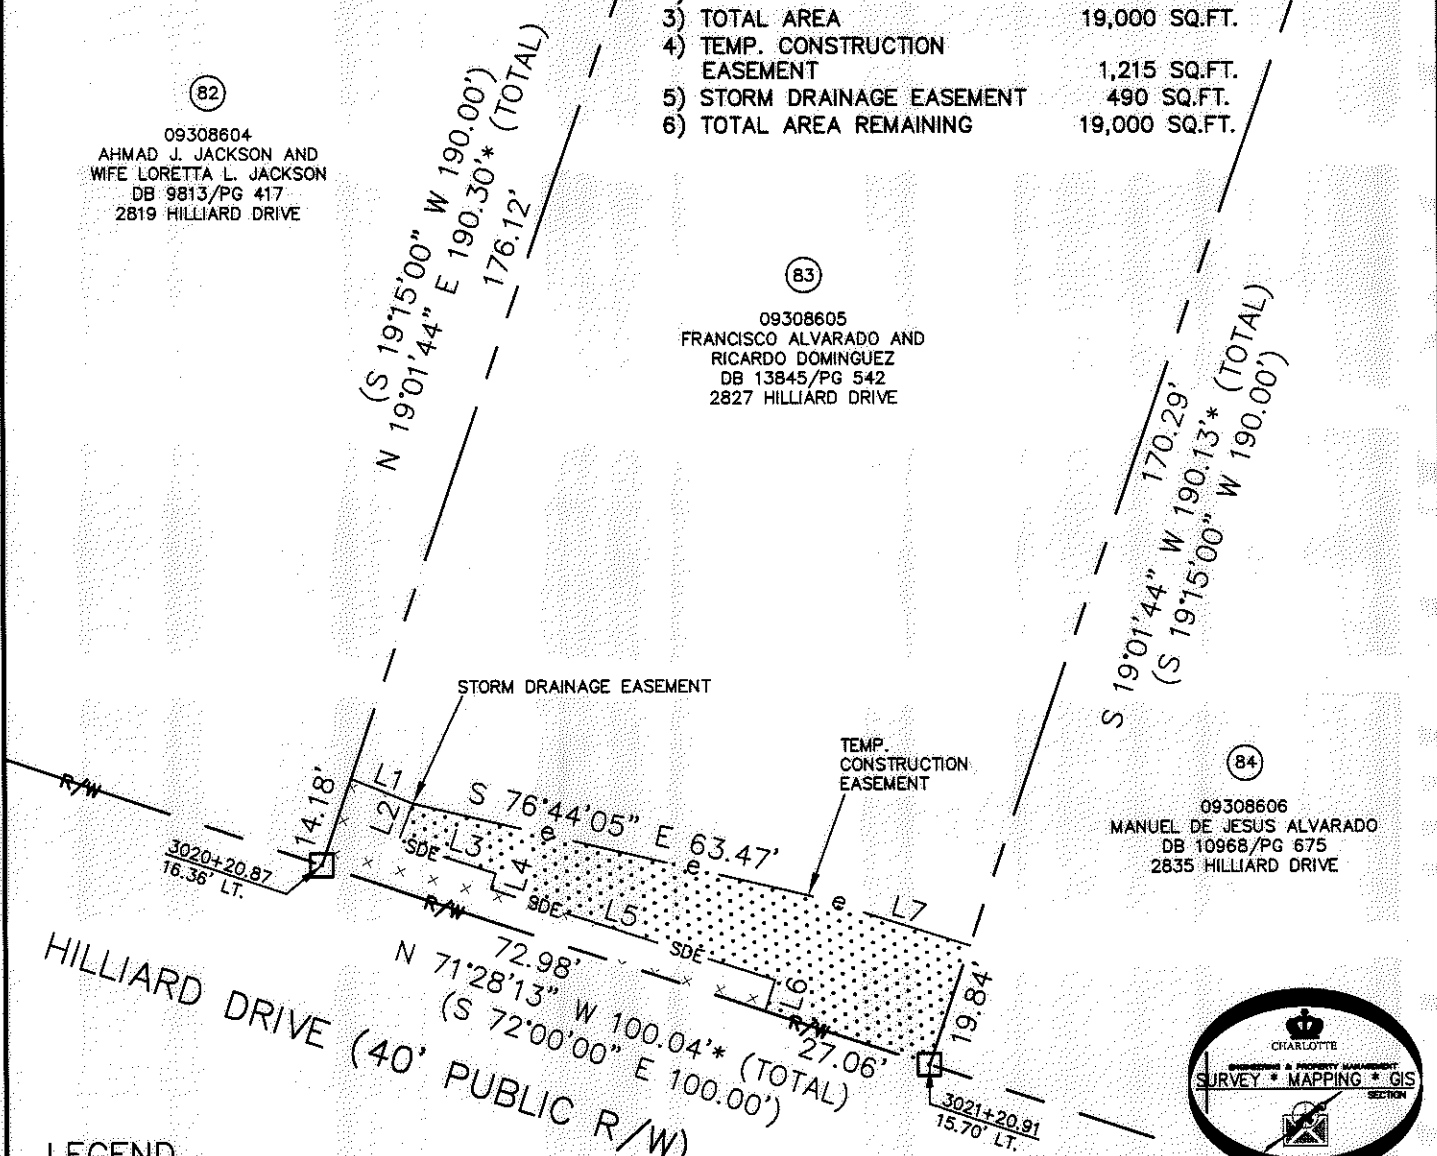 3) TOTAL AREA 19,000 SQ.FT.
4) TEMP. CONSTRUCTION
EASEMENT 1,215 SQ.FT.
5) STORM DRAINAGE EASEMENT 490 SQ.FT.
6) TOTAL AREA REMAINING 19,000 SQ.FT.
82
09308604
AHMAD J. JACKSON AND
WIFE LORETTA L. JACKSON
DB 9813/PG 417
2819 HILLIARD DRIVE
(S 19°15'00" W 190.00')
N 19°01'44" E 190.30'* (TOTAL)
176.12'
83
09308605
FRANCISCO ALVARADO AND
RICARDO DOMINGUEZ
DB 13845/PG 542
2827 HILLIARD DRIVE
170.29'
S 19°01'44" W 190.13'* (TOTAL)
(S 19°15'00" W 190.00')
STORM DRAINAGE EASEMENT
TEMP.
CONSTRUCTION
EASEMENT
84
09308606
MANUEL DE JESUS ALVARADO
DB 10968/PG 675
2835 HILLIARD DRIVE
R/W
14.18'
L1
L2
S 76°44'05" E 63.47'
e
e
e
L7
SDE
L3
L4
3020+20.87
16.36' LT.
R/W
SDE
L5
SDE
L6
R/W
19.84'
72.98'
27.06'
N 71°28'13" W 100.04'* (TOTAL)
(S 72°00'00" E 100.00')
HILLIARD DRIVE (40' PUBLIC R/W)
3021+20.91
15.70' LT.
CHARLOTTE
ENGINEERING & PROPERTY MANAGEMENT
SURVEY * MAPPING * GIS
SECTION
LEGEND